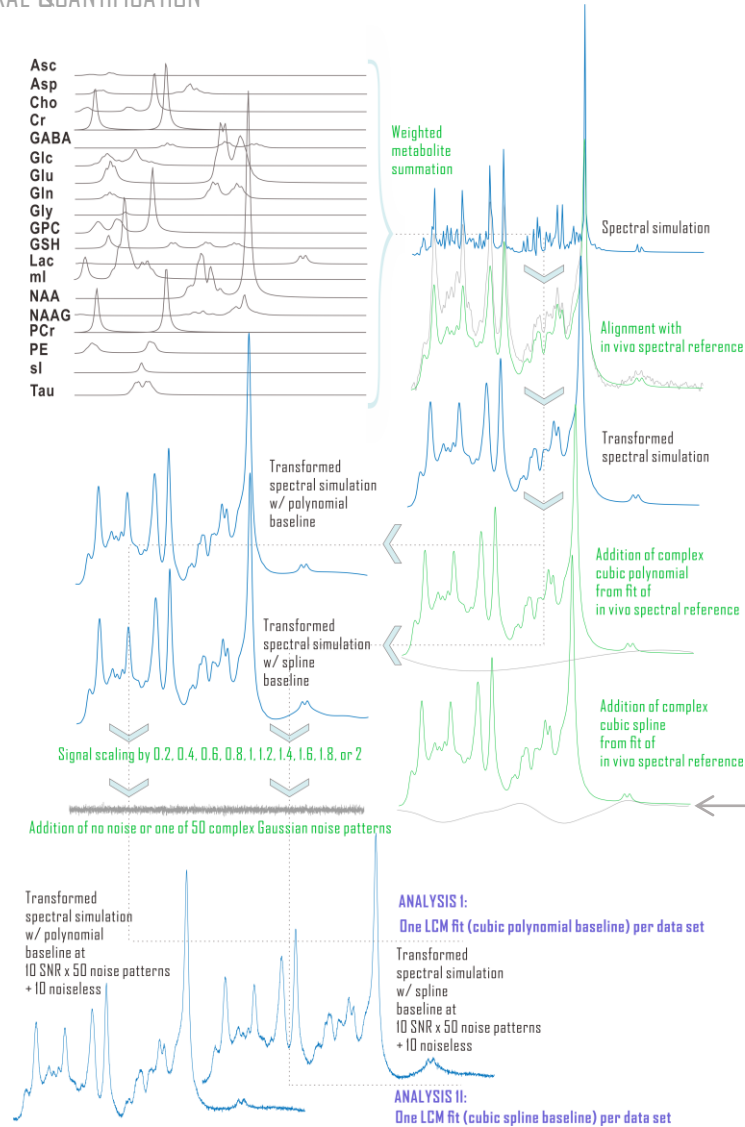 QUANTIFICATION
Asc
Asp
Cho
Cr
GABA
Glc
Glu
Gln
Gly
GPC
GSH
Lac
mI
NAA
NAAG
PCr
PE
sI
Tau
Weighted
metabolite
summation
Spectral simulation
Alignment with
in vivo spectral reference
Transformed
spectral simulation
Transformed
spectral simulation
w/ polynomial
baseline
Addition of complex
cubic polynomial
from fit of
in vivo spectral reference
Transformed
spectral simulation
w/ spline
baseline
Addition of complex
cubic spline
from fit of
in vivo spectral reference
Signal scaling by 0.2, 0.4, 0.6, 0.8, 1, 1.2, 1.4, 1.6, 1.8, or 2
Addition of no noise or one of 50 complex Gaussian noise patterns
Transformed
spectral simulation
w/ polynomial
baseline at
10 SNR x 50 noise patterns
+ 10 noiseless
ANALYSIS I:
One LCM fit (cubic polynomial baseline) per data set
Transformed
spectral simulation
w/ spline
baseline at
10 SNR x 50 noise patterns
+ 10 noiseless
ANALYSIS II:
One LCM fit (cubic spline baseline) per data set